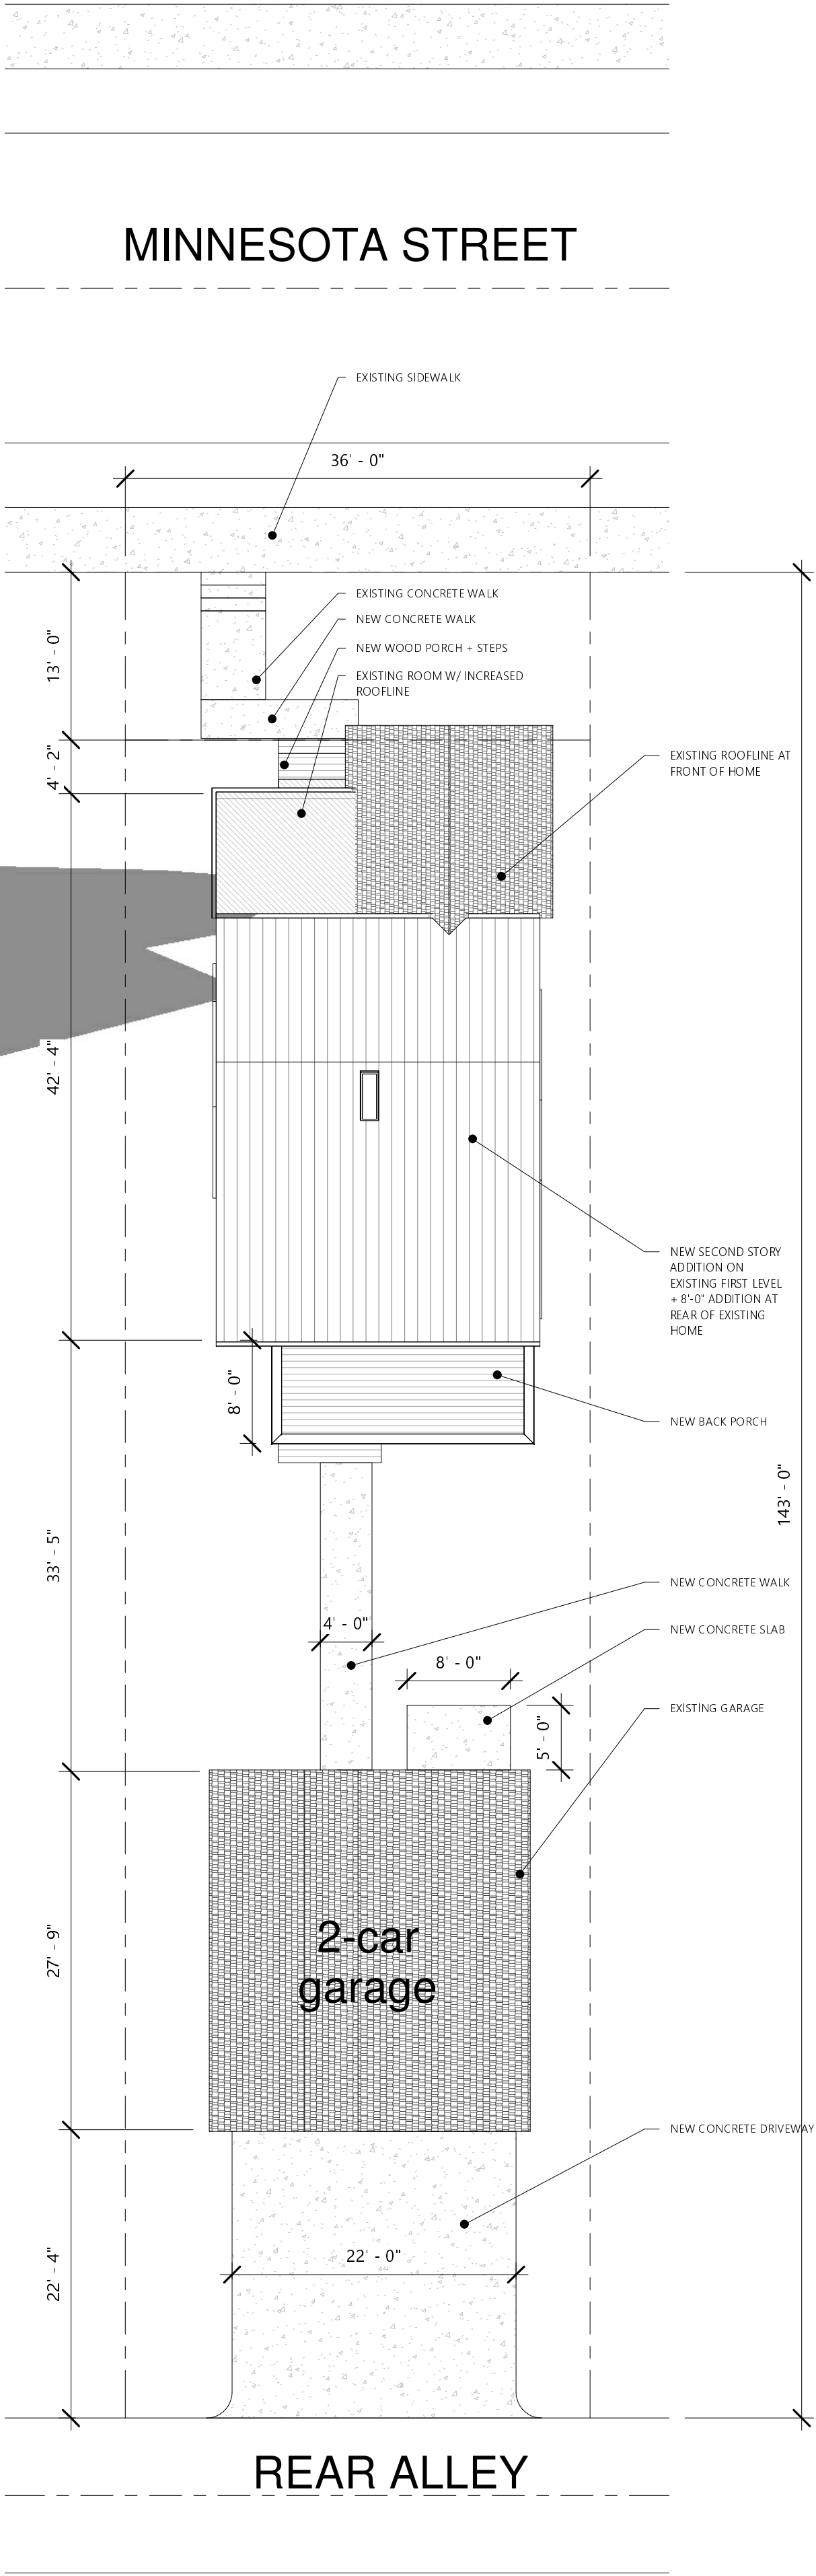 MINNESOTA STREET
EXISTING SIDEWALK
36' - 0"
EXISTING CONCRETE WALK
NEW CONCRETE WALK
NEW WOOD PORCH + STEPS
EXISTING ROOM W/ INCREASED
ROOFLINE
13' - 0"
4' - 2"
EXISTING ROOFLINE AT
FRONT OF HOME
42' - 4"
NEW SECOND STORY
ADDITION ON
EXISTING FIRST LEVEL
+ 8'-0" ADDITION AT
REAR OF EXISTING
HOME
8' - 0"
NEW BACK PORCH
143' - 0"
33' - 5"
NEW CONCRETE WALK
4' - 0"
NEW CONCRETE SLAB
8' - 0"
EXISTING GARAGE
5' - 0"
2-car
garage
27' - 9"
NEW CONCRETE DRIVEWAY
22' - 0"
22' - 4"
REAR ALLEY